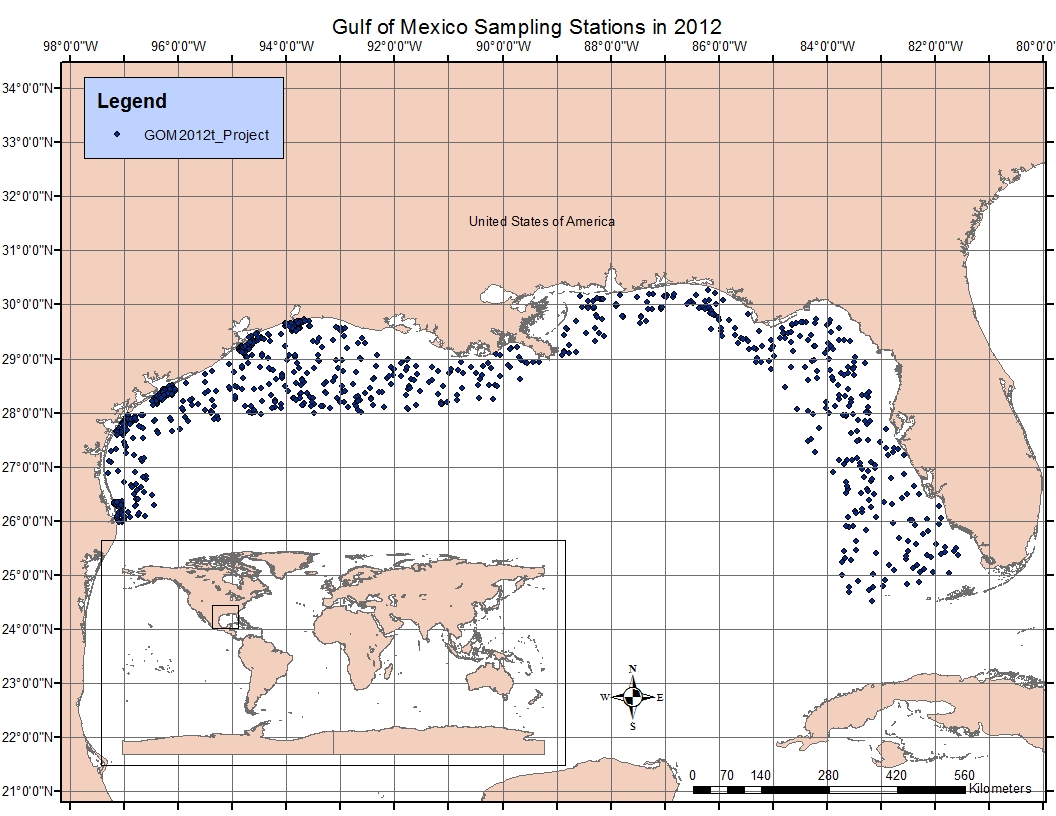 Gulf of Mexico Sampling Stations in 2012
98°0'0"W 96°0'0"W 94°0'0"W 92°0'0"W 90°0'0"W 88°0'0"W 86°0'0"W 84°0'0"W 82°0'0"W 80°0'0"
34°0'0"N
Legend
GOM2012t_Project
33°0'0"N
32°0'0"N
United States of America
31°0'0"N
30°0'0"N
29°0'0"N
28°0'0"N
27°0'0"N
26°0'0"N
25°0'0"N
24°0'0"N
23°0'0"N
N
W E
S
22°0'0"N
0 70 140 280 420 560
Kilometers
21°0'0"N